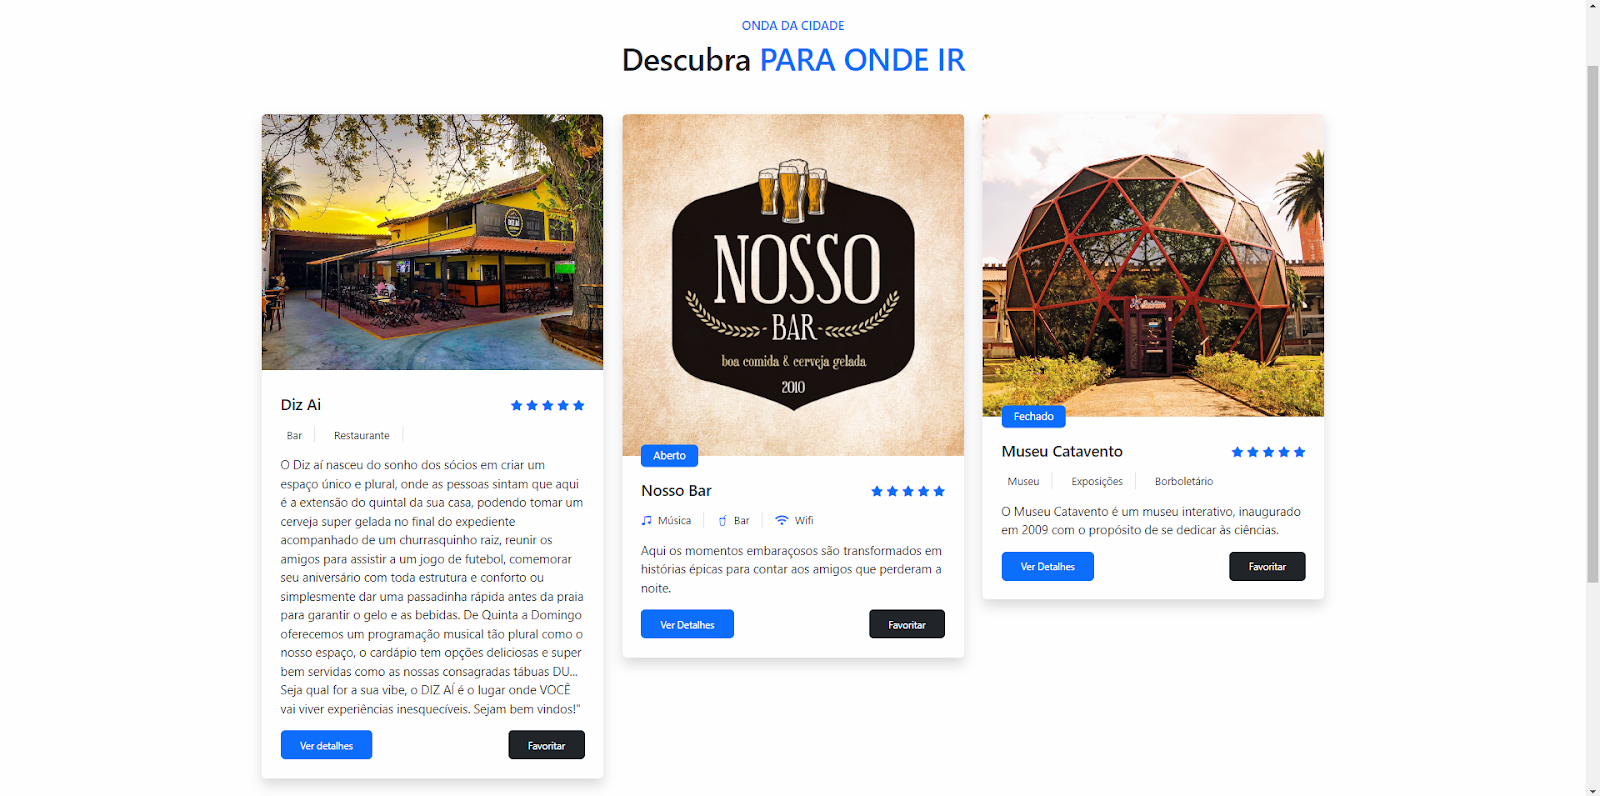 ONDA DA CIDADE
Descubra PARA ONDE IR
DIZ AÍ
DIZ AÍ
Diz Ai
Bar
Restaurante
O Diz aí nasceu do sonho dos sócios em criar um
espaço único e plural, onde as pessoas sintam que aqui
é a extensão do quintal da sua casa, podendo tomar um
cerveja super gelada no final do expediente
acompanhado de um churrasquinho raiz, reunir os
amigos para assistir a um jogo de futebol, comemorar
seu aniversário com toda estrutura e conforto ou
simplesmente dar uma passadinha rápida antes da praia
para garantir o gelo e as bebidas. De Quinta a Domingo
oferecemos um programação musical tão plural como o
nosso espaço, o cardápio tem opções deliciosas e super
bem servidas como as nossas consagradas tábuas DU...
Seja qual for a sua vibe, o DIZ AÍ é o lugar onde VOCÊ
vai viver experiências inesquecíveis. Sejam bem vindos!"
Ver detalhes
Favoritar
NOSSO
BAR
boa comida & cerveja gelada
2010
Aberto
Nosso Bar
Música
Bar
Wifi
Aqui os momentos embaraçosos são transformados em
histórias épicas para contar aos amigos que perderam a
noite.
Ver Detalhes
Favoritar
Fechado
Museu Catavento
Museu
Exposições
Borboletário
O Museu Catavento é um museu interativo, inaugurado
em 2009 com o propósito de se dedicar às ciências.
Ver Detalhes
Favoritar